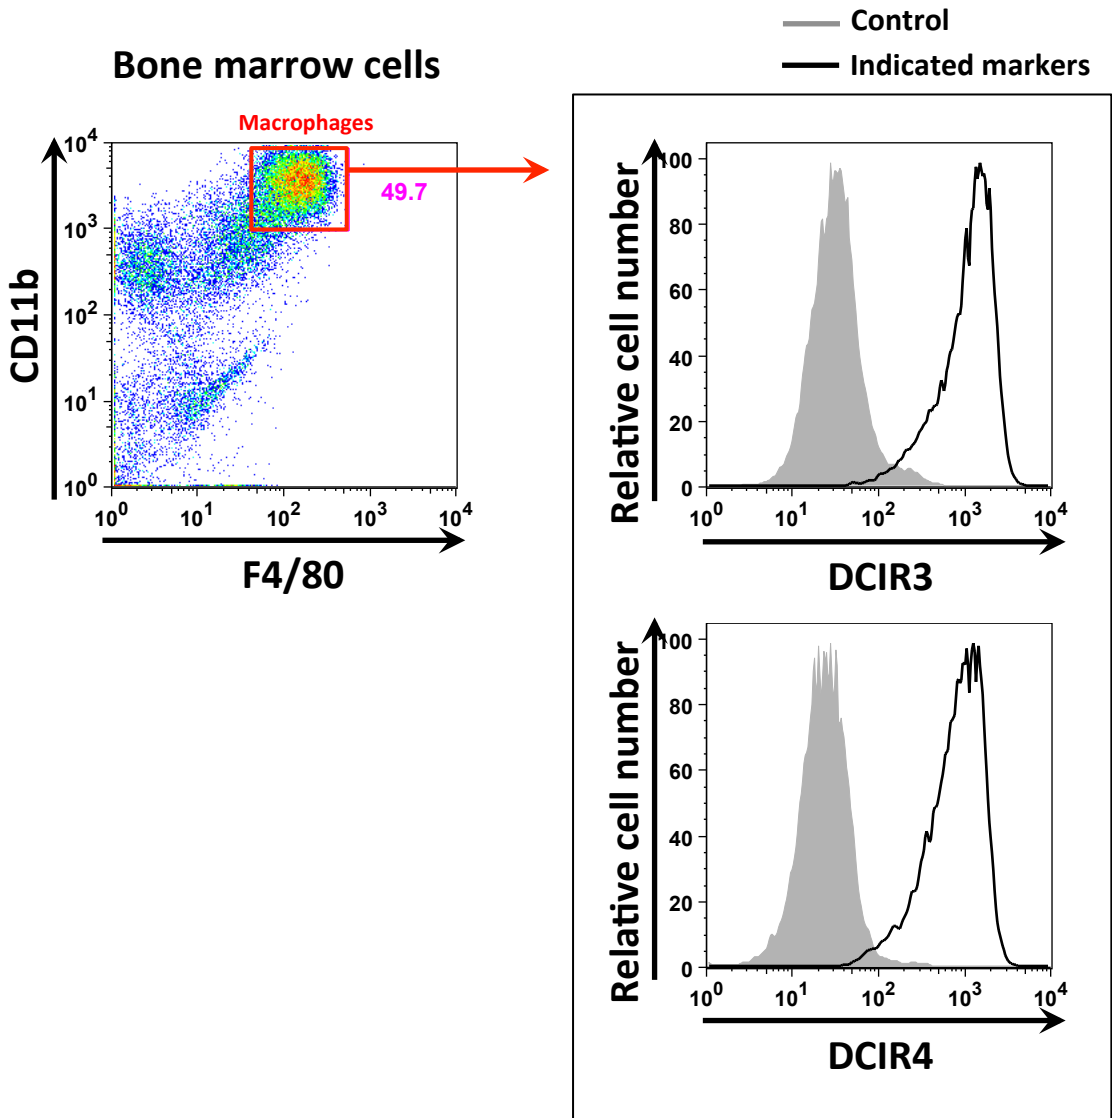 Control
Indicated markers
Bone marrow cells
Macrophages
49.7
CD11b
10^4
10^3
10^2
10^1
10^0
10^0 10^1 10^2 10^3 10^4
F4/80
Relative cell number
100
80
60
40
20
0
10^0 10^1 10^2 10^3 10^4
DCIR3
Relative cell number
100
80
60
40
20
0
10^0 10^1 10^2 10^3 10^4
DCIR4